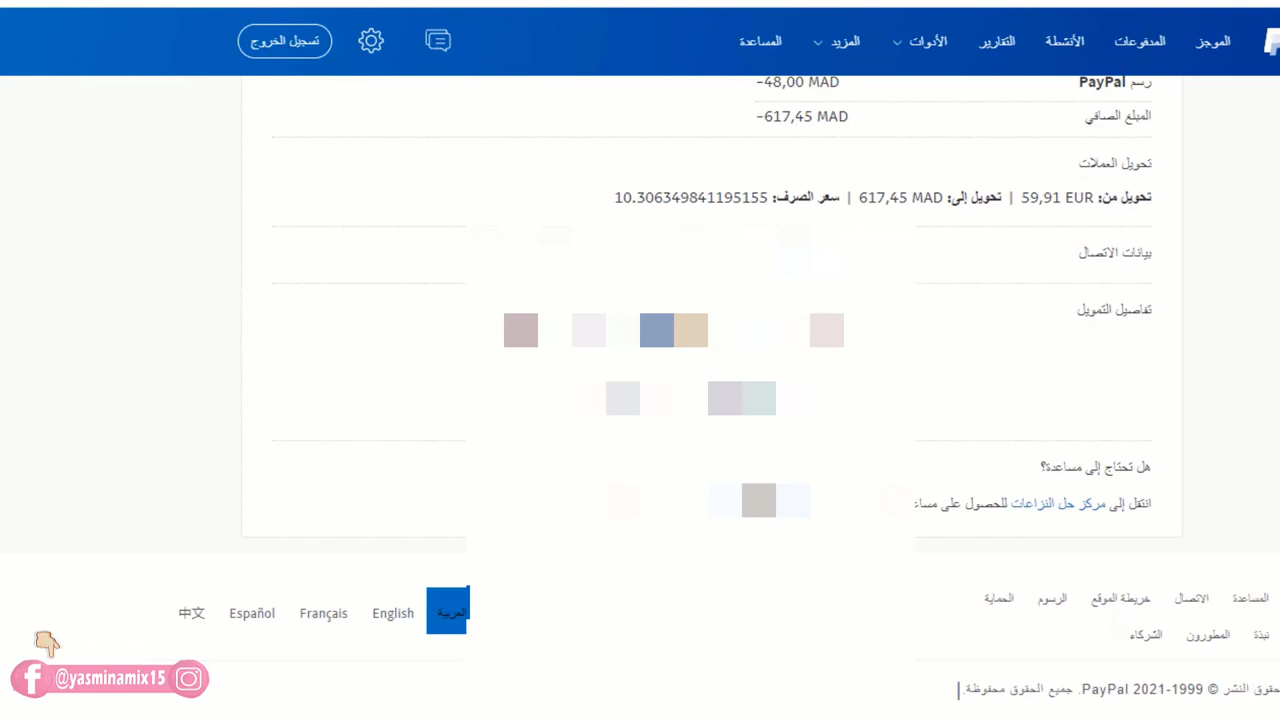 الموجز المدفوعات الأنشطة التقارير الأدوات المزيد المساعدة تسجيل الخروج
رسم PayPal -48,00 MAD
المبلغ الصافي -617,45 MAD
تحويل العملات
تحويل من: 59,91 EUR | تحويل إلى: 617,45 MAD | سعر الصرف: 10.306349841195155
بيانات الاتصال
تفاصيل التمويل
هل تحتاج إلى مساعدة؟
انتقل إلى مركز حل النزاعات للحصول على
المساعدة الاتصال خريطة الموقع الرسوم الحماية
العربية English Français Español 中文
نبذة المطورون الشركاء
@yasminamix15
حقوق النشر © 1999-2021 PayPal. جميع الحقوق محفوظة.